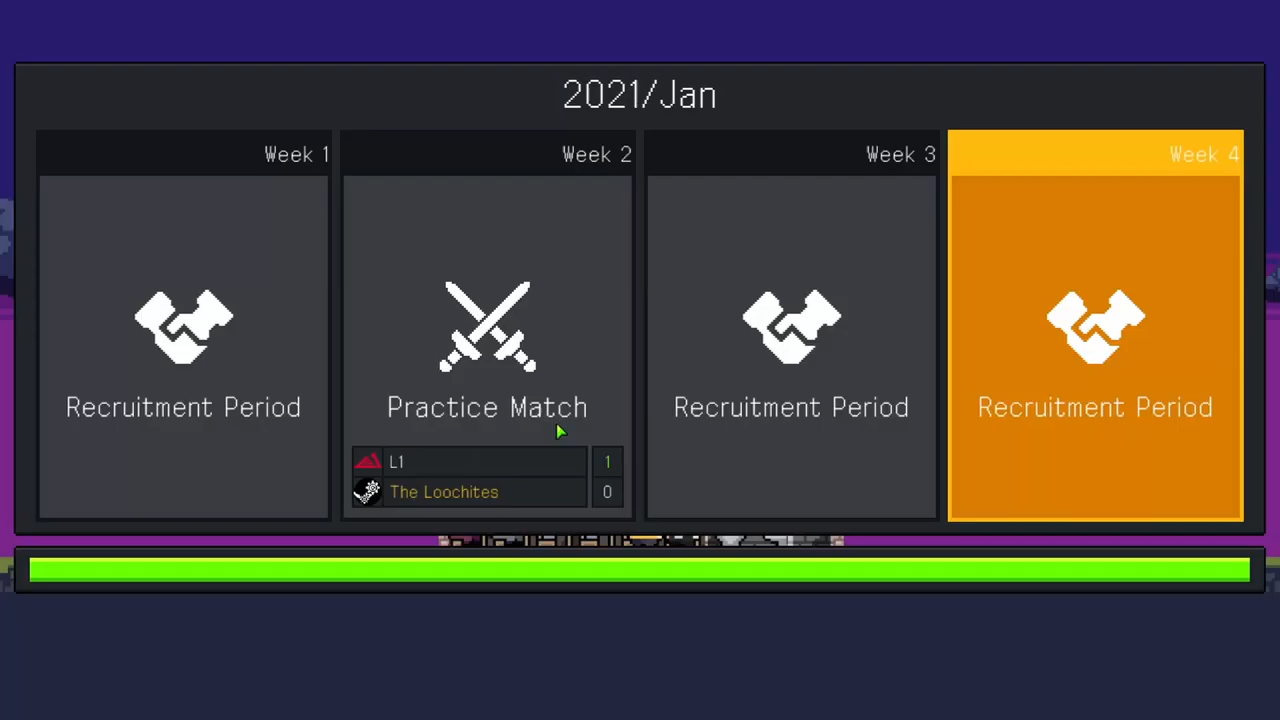 2021/Jan
Week 1
Week 2
Week 3
Week 4
Recruitment Period
Practice Match
Recruitment Period
Recruitment Period
L1 1
The Loochites 0